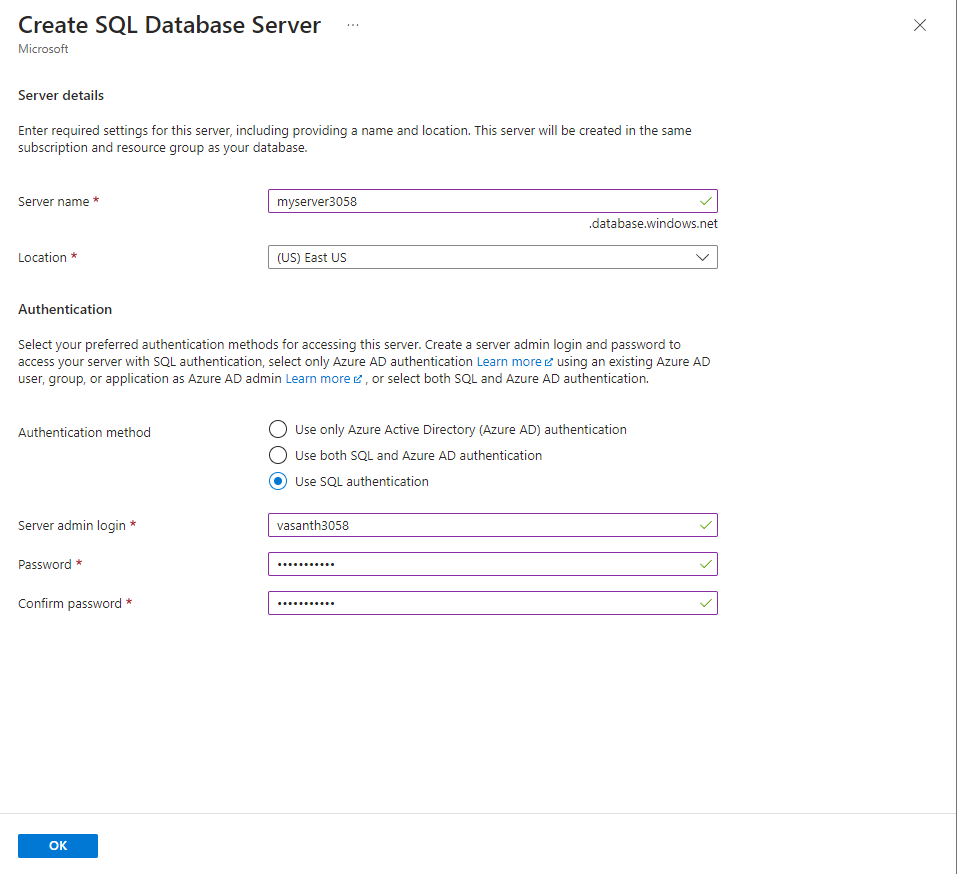 Create SQL Database Server ...
Microsoft
Server details
Enter required settings for this server, including providing a name and location. This server will be created in the same
subscription and resource group as your database.
Server name *
myserver3058
.database.windows.net
Location *
(US) East US
Authentication
Select your preferred authentication methods for accessing this server. Create a server admin login and password to
access your server with SQL authentication, select only Azure AD authentication Learn more using an existing Azure AD
user, group, or application as Azure AD admin Learn more , or select both SQL and Azure AD authentication.
Authentication method
Use only Azure Active Directory (Azure AD) authentication
Use both SQL and Azure AD authentication
Use SQL authentication
Server admin login *
vasanth3058
Password *
•••••••••••
Confirm password *
•••••••••••
OK